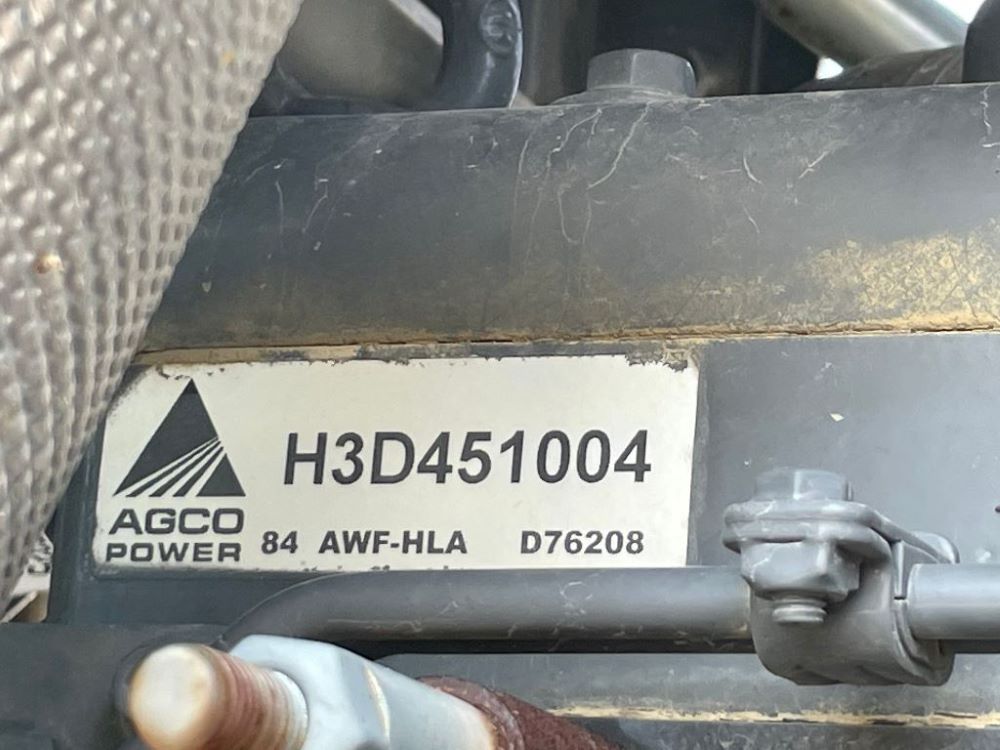 H3D451004
AGCO
POWER
84 AWF-HLA D76208